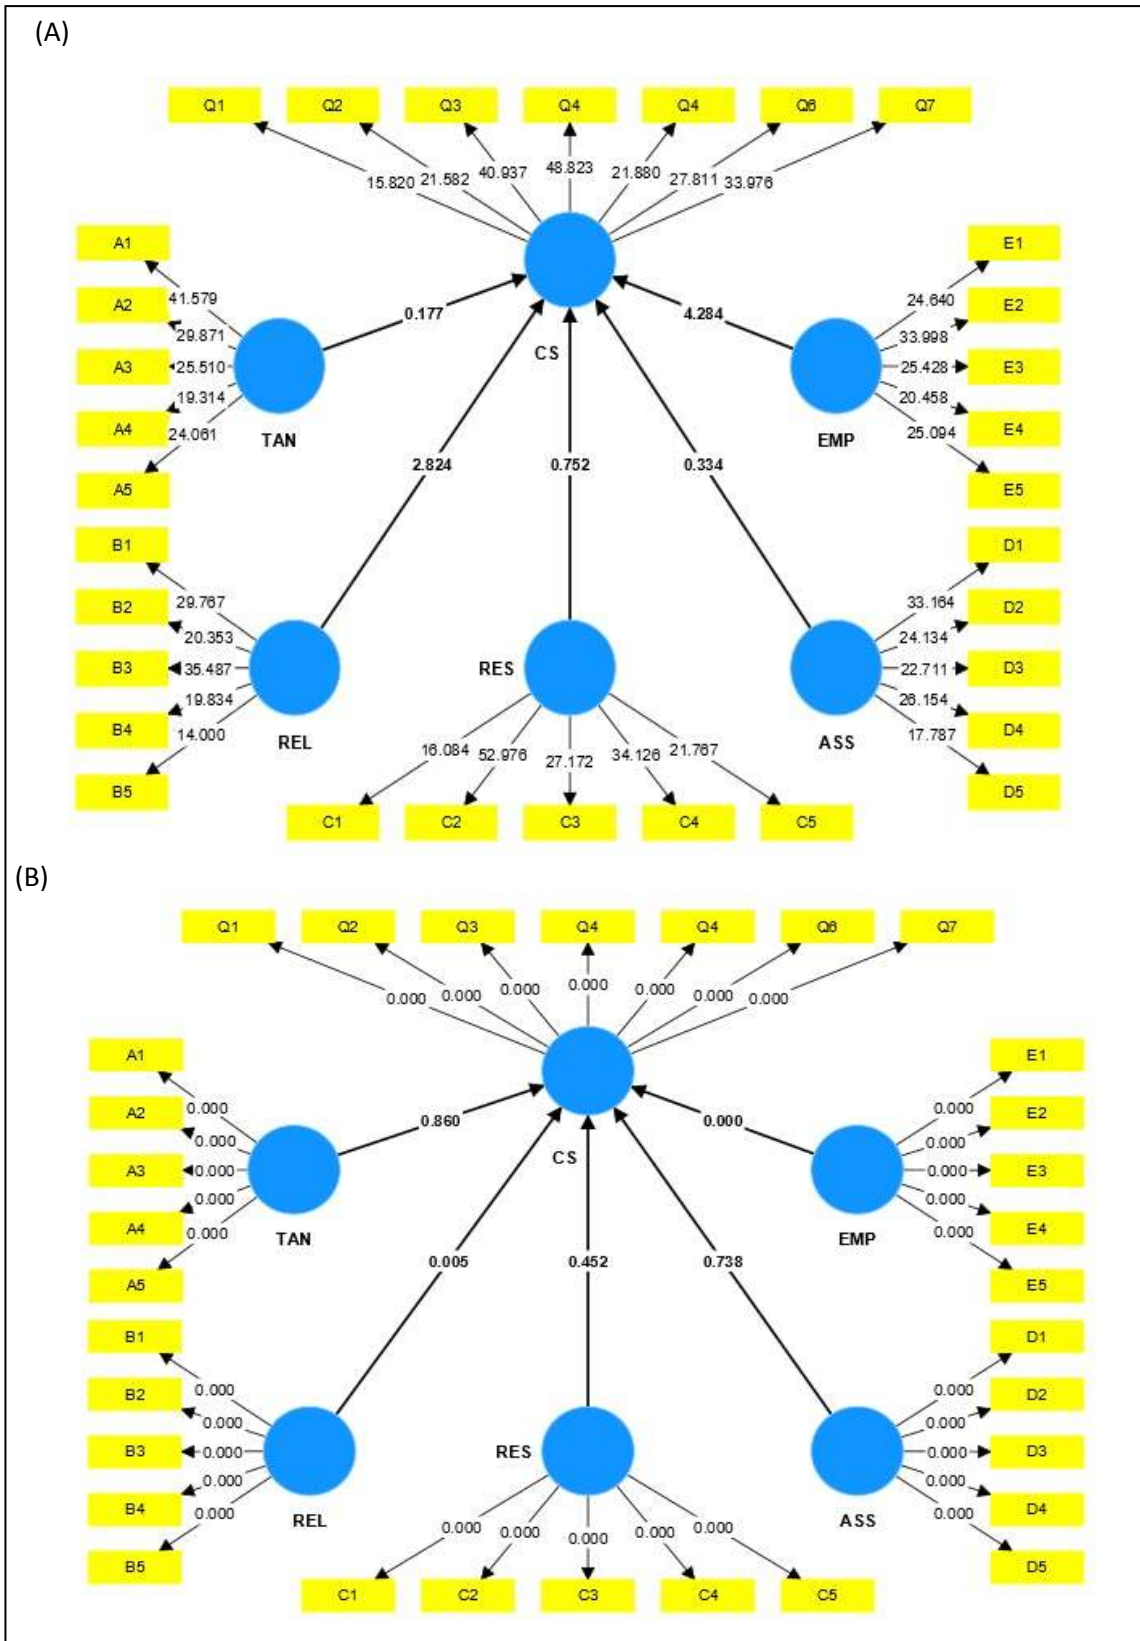 (A)
Q1 Q2 Q3 Q4 Q4 Q6 Q7
15.820 21.582 40.937 48.823 21.880 27.811 33.976
A1
A2
A3
A4
A5
41.579
29.871
25.510
19.314
24.061
TAN
0.177
CS
4.284
EMP
24.640
33.998
25.428
20.458
25.094
E1
E2
E3
E4
E5
B1
B2
B3
B4
B5
29.767
20.353
35.487
19.834
14.000
REL
2.824
0.752
0.334
RES
16.084 52.976 27.172 34.126 21.767
C1 C2 C3 C4 C5
ASS
33.164
24.134
22.711
26.154
17.787
D1
D2
D3
D4
D5
(B)
Q1 Q2 Q3 Q4 Q4 Q6 Q7
0.000 0.000 0.000 0.000 0.000 0.000 0.000
A1
A2
A3
A4
A5
0.000
0.000
0.000
0.000
0.000
TAN
0.860
CS
0.000
EMP
0.000
0.000
0.000
0.000
0.000
E1
E2
E3
E4
E5
B1
B2
B3
B4
B5
0.000
0.000
0.000
0.000
0.000
REL
0.005
0.452
0.738
RES
0.000 0.000 0.000 0.000 0.000
C1 C2 C3 C4 C5
ASS
0.000
0.000
0.000
0.000
0.000
D1
D2
D3
D4
D5